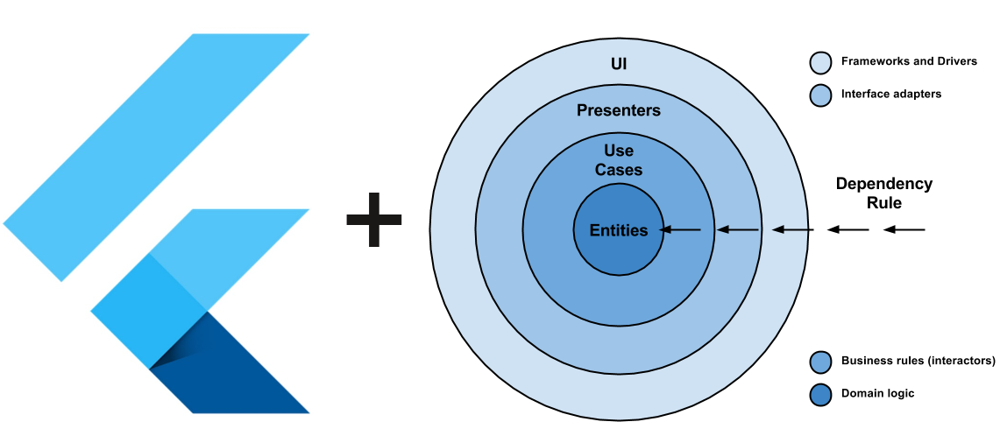 UI
Presenters
Use
Cases
Entities
Frameworks and Drivers
Interface adapters
Dependency
Rule
Business rules (interactors)
Domain logic